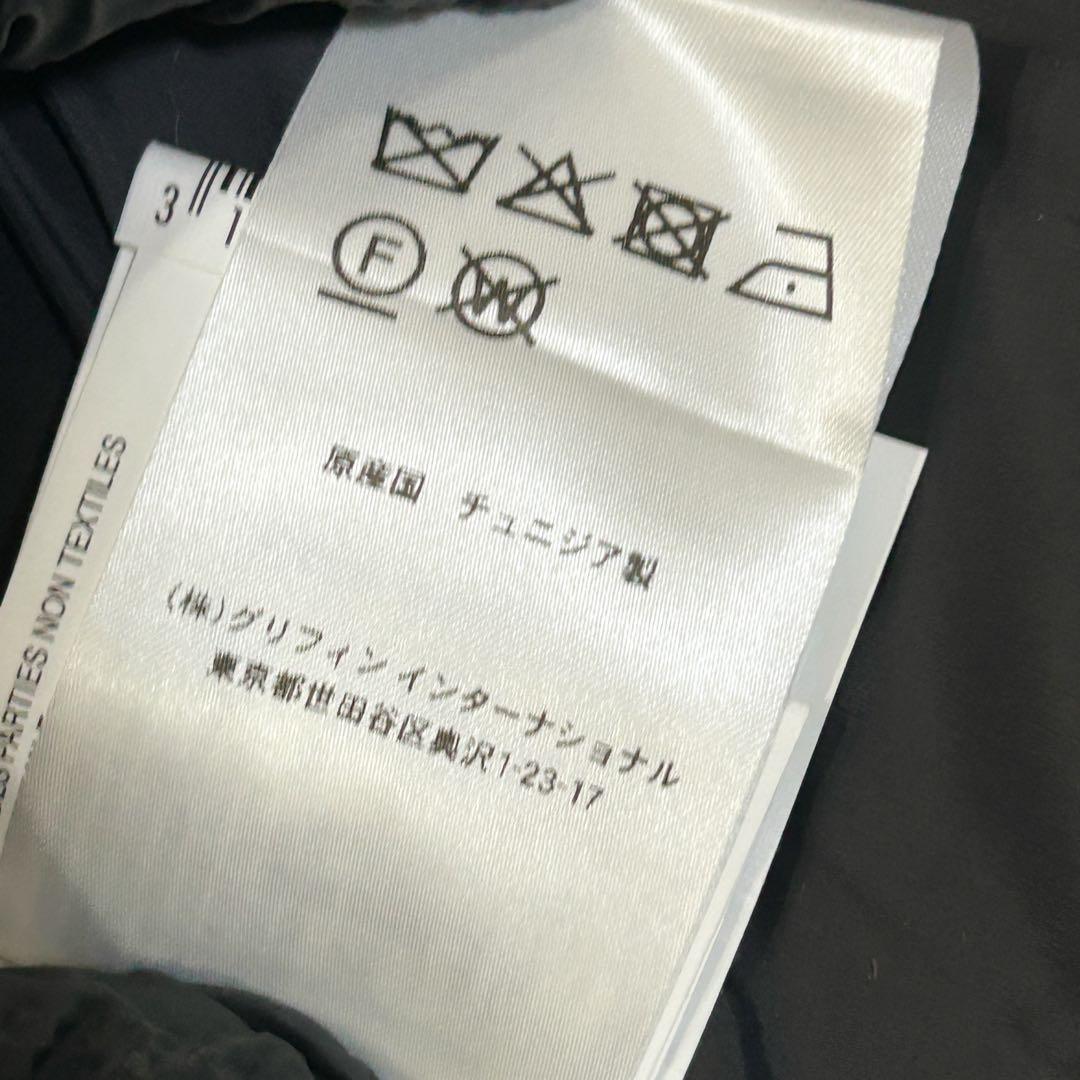 3 1
F
W
原産国 チュニジア製
(株)グリフィン インターナショナル
東京都世田谷区奥沢1-23-17
PARTIES NON TEXTILES